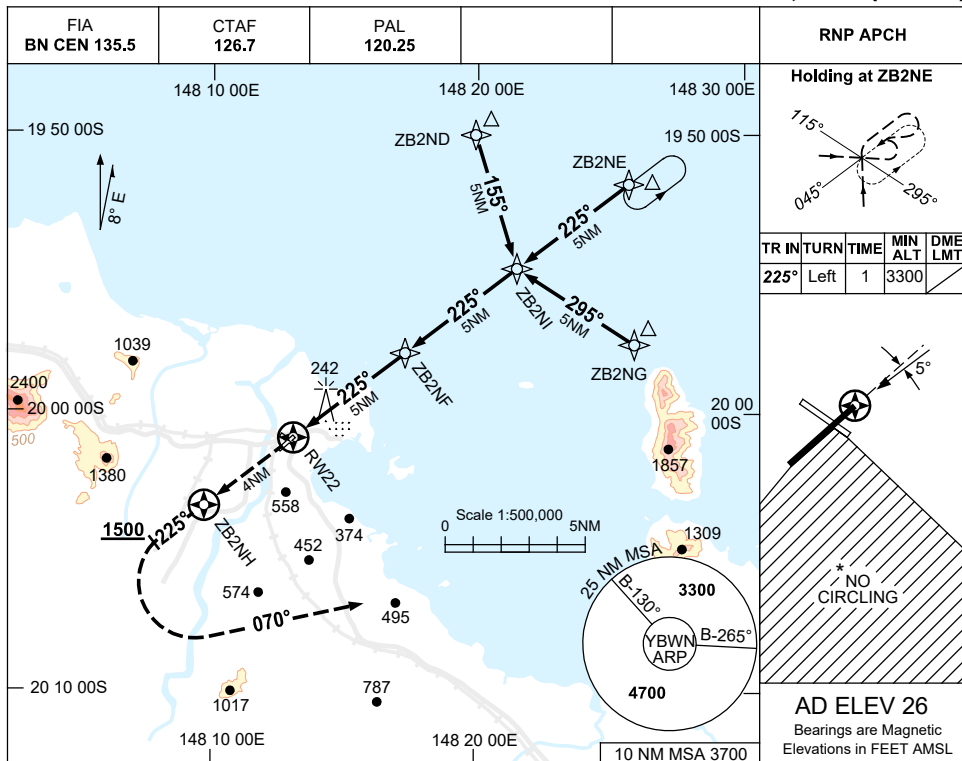 FIA
BN CEN 135.5
CTAF
126.7
PAL
120.25
RNP APCH
148 10 00E
148 20 00E
148 30 00E
19 50 00S
19 50 00S
8° E
ZB2ND
ZB2NE
155°
5NM
225°
5NM
ZB2NI
225°
5NM
295°
5NM
ZB2NG
ZB2NF
1039
242
225°
5NM
2400
20 00 00S
500
20 00
00S
1380
RW22
4NM
1857
558
ZB2NH
1500
225°
374
452
Scale 1:500,000
0
5NM
1309
574
070°
495
25 NM MSA
B-130°
3300
YBWN
ARP
B-265°
4700
20 10 00S
1017
787
148 10 00E
148 20 00E
10 NM MSA 3700
Holding at ZB2NE
115°
045°
295°
TR IN
TURN
TIME
MIN
ALT
DME
LMT
225°
Left
1
3300
5°
* NO
CIRCLING
AD ELEV 26
Bearings are Magnetic
Elevations in FEET AMSL